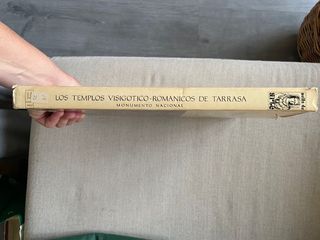 LOS TEMPLOS VISIGOTICO-ROMANICOS DE TARRASA
MONUMENTO NACIONAL